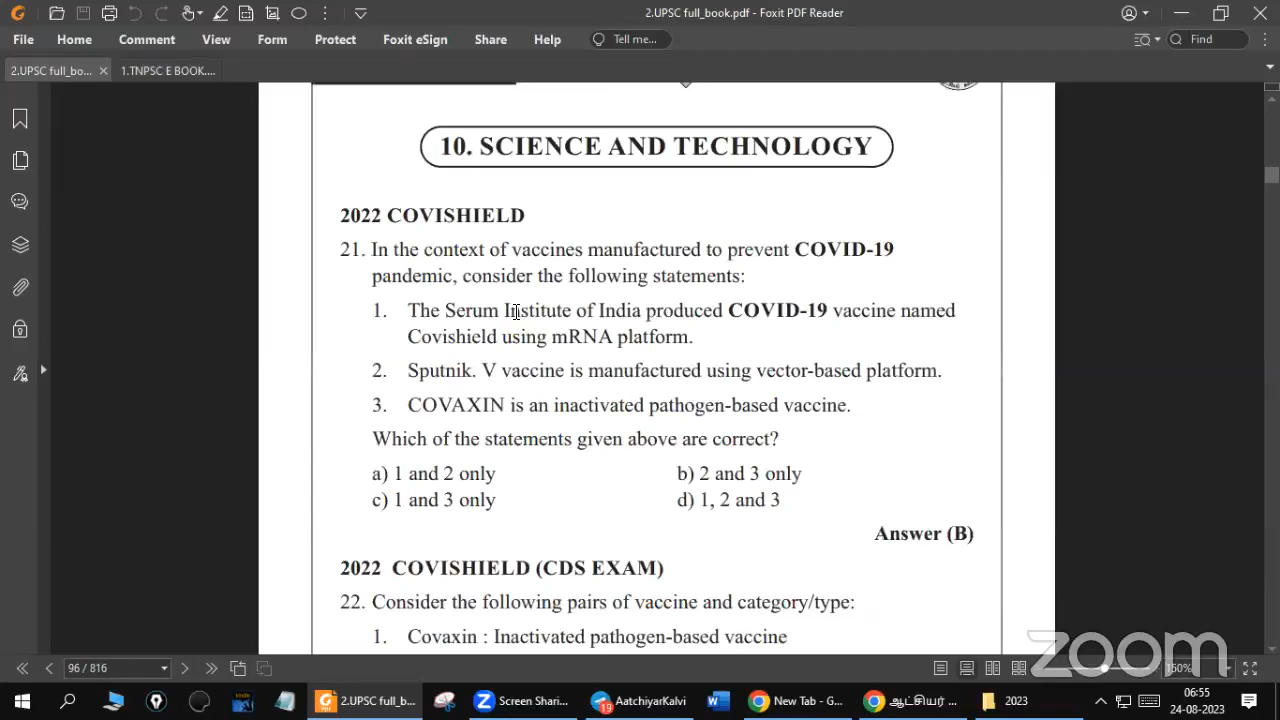 2.UPSC full_book.pdf - Foxit PDF Reader
File Home Comment View Form Protect Foxit eSign Share Help Tell me... Find
2.UPSC full_bo... 1.TNPSC E BOOK....
10. SCIENCE AND TECHNOLOGY
2022 COVISHIELD
21. In the context of vaccines manufactured to prevent COVID-19
pandemic, consider the following statements:
1. The Serum Institute of India produced COVID-19 vaccine named
Covishield using mRNA platform.
2. Sputnik. V vaccine is manufactured using vector-based platform.
3. COVAXIN is an inactivated pathogen-based vaccine.
Which of the statements given above are correct?
a) 1 and 2 only b) 2 and 3 only
c) 1 and 3 only d) 1, 2 and 3
Answer (B)
2022 COVISHIELD (CDS EXAM)
22. Consider the following pairs of vaccine and category/type:
1. Covaxin : Inactivated pathogen-based vaccine
zoom
96 / 816 150%
2.UPSC full_b... Screen Shari... 19 AatchiyarKalvi New Tab - G... ஆட்சியர் ... 2023 06:55
24-08-2023